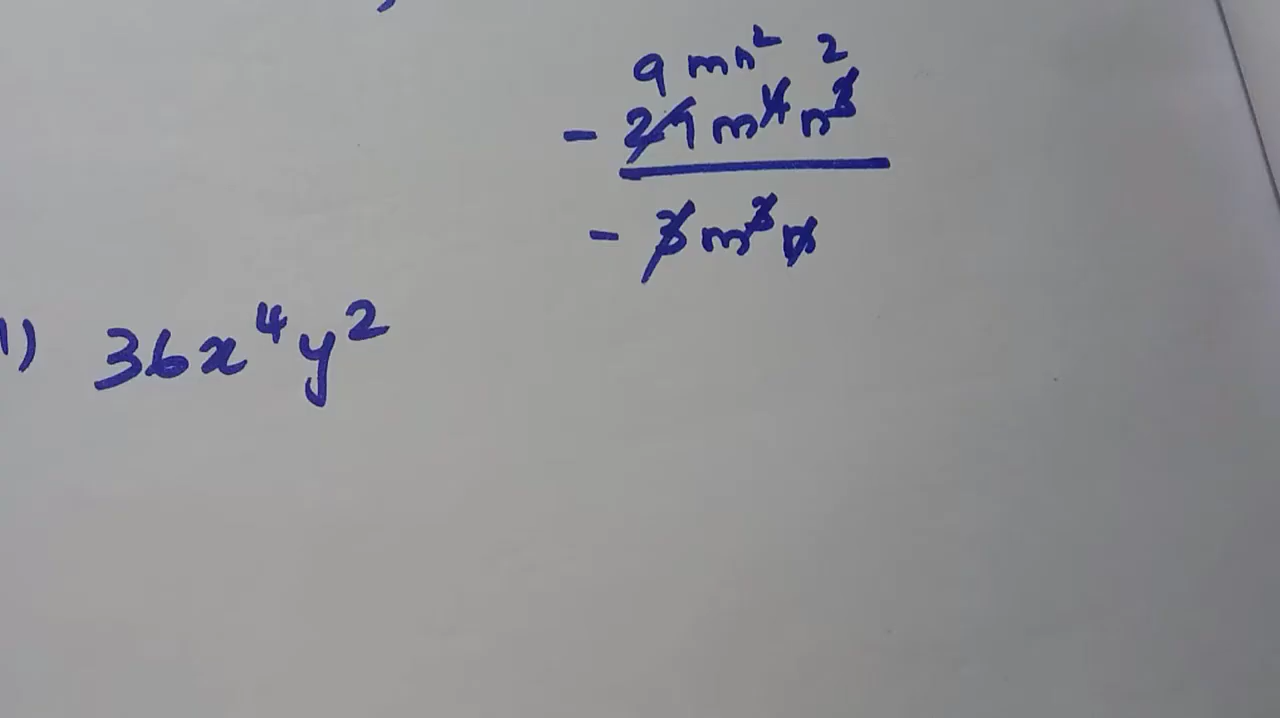 9 mn² 2
- 27 m⁴ n³
- 3 m³ n
1) 36x⁴y²